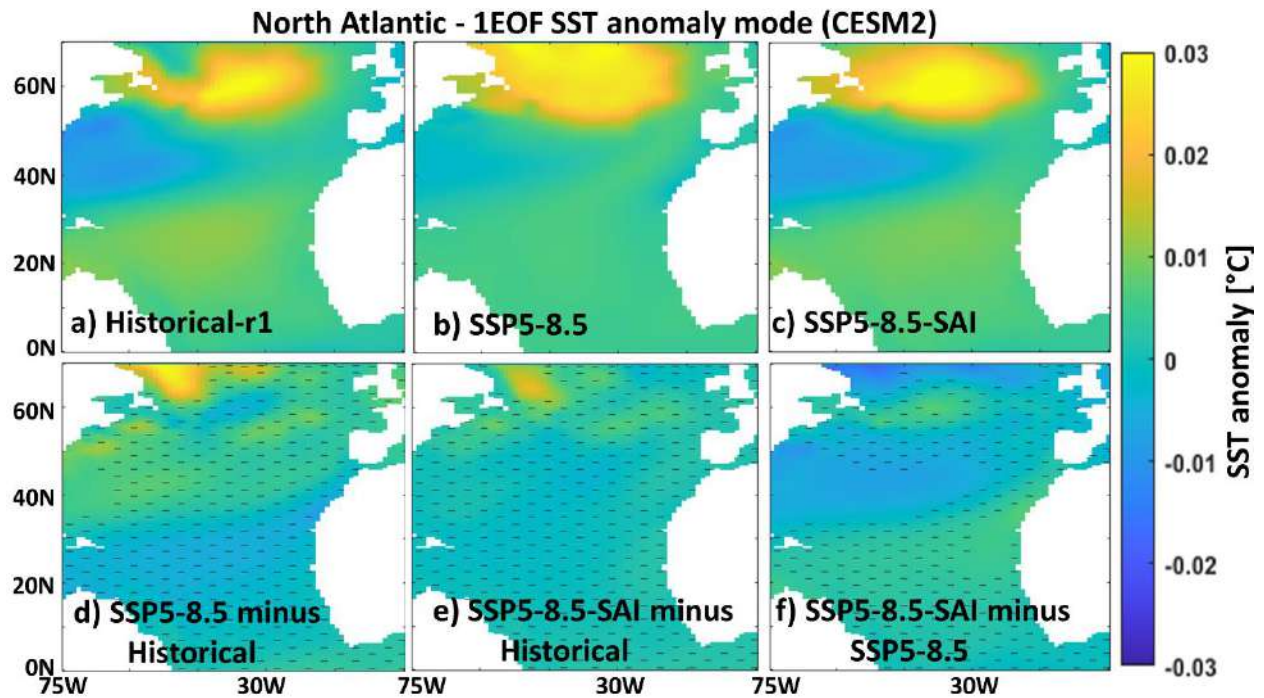 North Atlantic - 1EOF SST anomaly mode (CESM2)
60N
40N
20N
0N
a) Historical-r1
b) SSP5-8.5
c) SSP5-8.5-SAI
60N
40N
20N
0N
d) SSP5-8.5 minus
Historical
e) SSP5-8.5-SAI minus
Historical
f) SSP5-8.5-SAI minus
SSP5-8.5
75W
30W
75W
30W
75W
30W
0.03
0.02
0.01
0
-0.01
-0.02
-0.03
SST anomaly [°C]